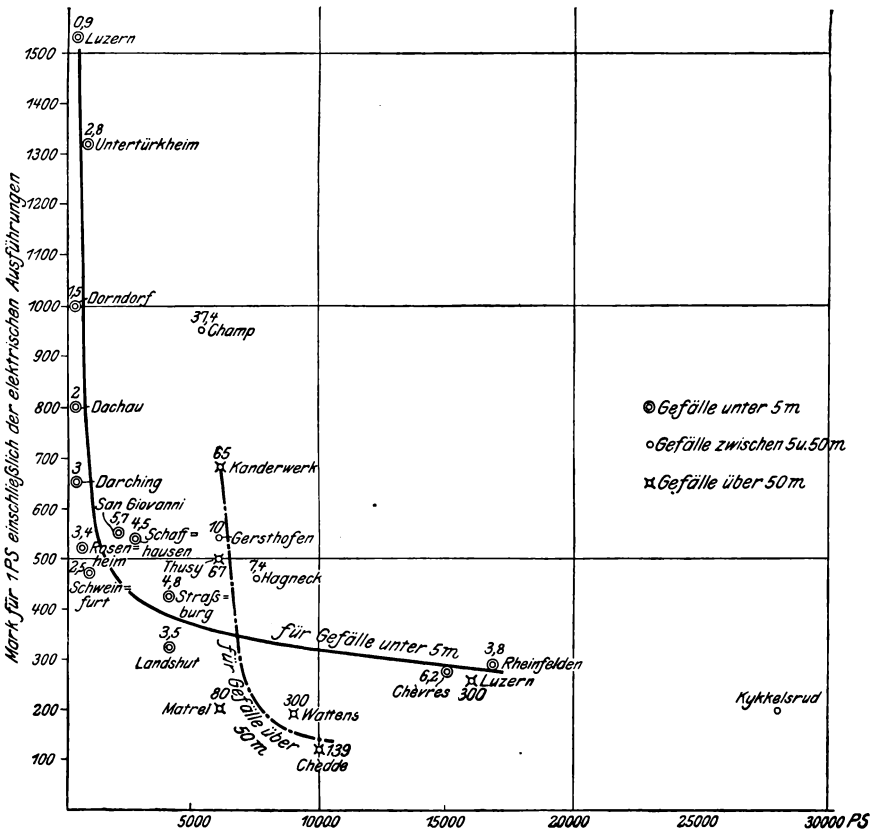 Mark für 1PS einschließlich der elektrischen Ausführungen
1500
1400
1300
1200
1100
1000
900
800
700
600
500
400
300
200
100
0,9
Luzern
2,8
Untertürkheim
1,5
Dorndorf
37,4
Champ
2
Dachau
3
Darching
65
Kanderwerk
San Giovanni
5,7
4,5
Schaff=
hausen
10
Gersthofen
3,4
Rosen=
heim
Thusy
67
7,4
Hagneck
2,5
Schwein=
furt
4,8
Straß=
burg
3,5
Landshut
für Gefälle unter 5m
3,8
Rheinfelden
6,2
Chèvres
Luzern
300
für Gefälle über
50m
80
Matrel
300
Wattens
139
Chedde
Kykkelsrud
Gefälle unter 5m
Gefälle zwischen 5u.50m
Gefälle über 50m
5000
10000
15000
20000
25000
30000 PS